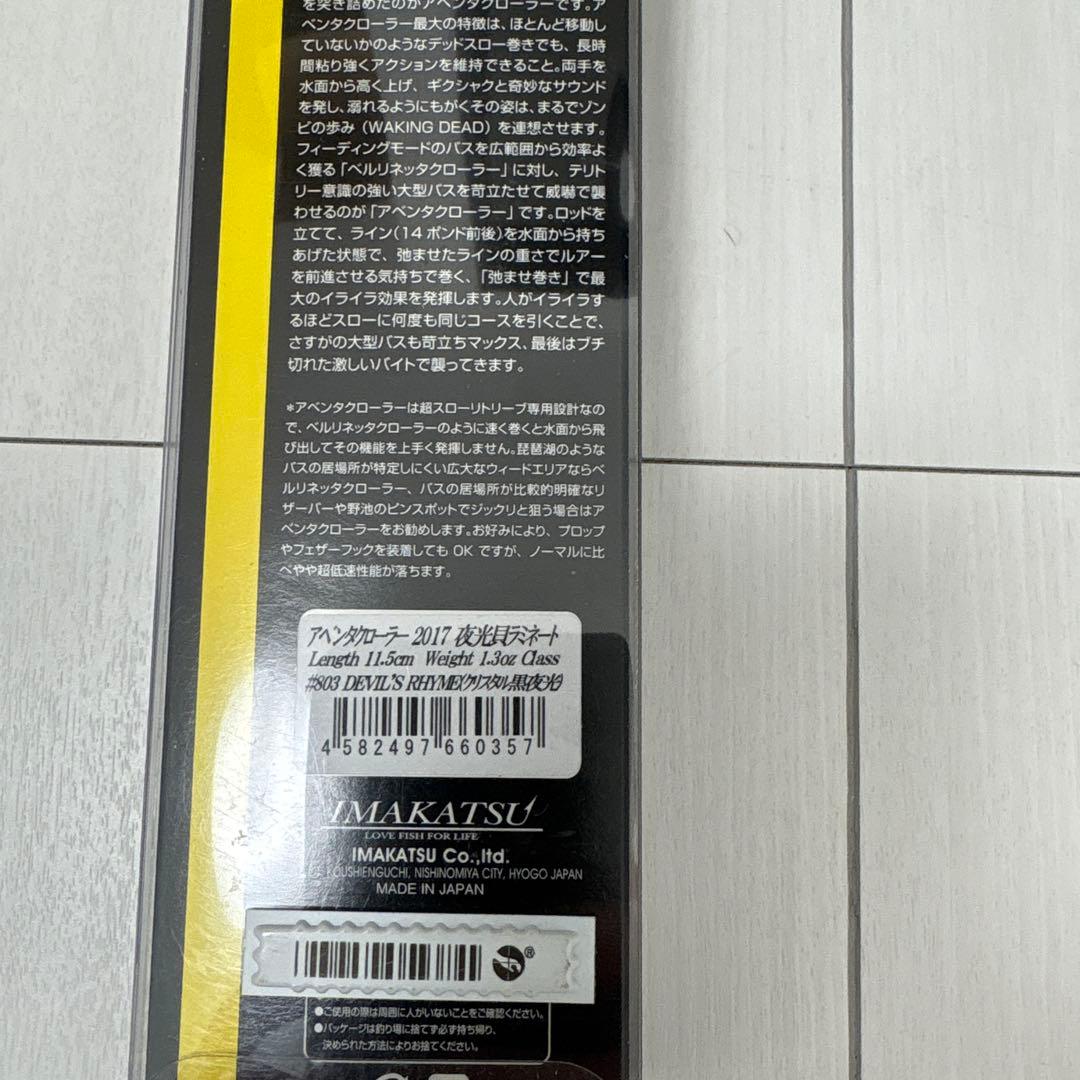 を突き詰めたのがアベンタクローラーです。ア
ベンタクローラー最大の特徴は、ほとんど移動し
ていないかのようなデッドスロー巻きでも、長時
間粘り強くアクションを維持できること。両手を
水面から高く上げ、ギクシャクと奇妙なサウンド
を発し、溺れるようにもがくその姿は、まるでゾン
ビの歩み（WAKING DEAD）を連想させます。
フィーディングモードのバスを広範囲から効率よ
く獲る「ベルリネッタクローラー」に対し、テリト
リー意識の強い大型バスを苛立たせて威嚇で襲
わせるのが「アベンタクローラー」です。ロッドを
立てて、ライン（14ポンド前後）を水面から持ち
あげた状態で、弛ませたラインの重さでルアー
を前進させる気持ちで巻く、「弛ませ巻き」で最
大のイライラ効果を発揮します。人がイライラす
るほどスローに何度も同じコースを引くことで、
さすがの大型バスも苛立ちマックス、最後はブチ
切れた激しいバイトで襲ってきます。
*アベンタクローラーは超スローリトリーブ専用設計なの
で、ベルリネッタクローラーのように速く巻くと水面から飛
び出してその機能を上手く発揮しません。琵琶湖のような
バスの居場所が特定しにくい広大なウィードエリアならベ
ルリネッタクローラー、バスの居場所が比較的明確なリ
ザーバーや野池のピンスポットでジックリと狙う場合はア
ベンタクローラーをお勧めします。お好みにより、プロップ
やフェザーフックを装着しても OK ですが、ノーマルに比
べやや超低速性能が落ちます。
アベンタクローラー 2017 夜光貝ラミネート
Length 11.5cm Weight 1.3oz Class
#803 DEVIL'S RHYME(クリスタル黒夜光)
4 582497 660357
IMAKATSU
LOVE FISH FOR LIFE
IMAKATSU Co.,ltd.
KOUSHIENGUCHI, NISHINOMIYA CITY, HYOGO JAPAN
MADE IN JAPAN
®
●ご使用の際は周囲に人がいないことをご確認ください。
●パッケージは釣り場に捨てず必ず持ち帰り、
決められた方法によりお捨てください。